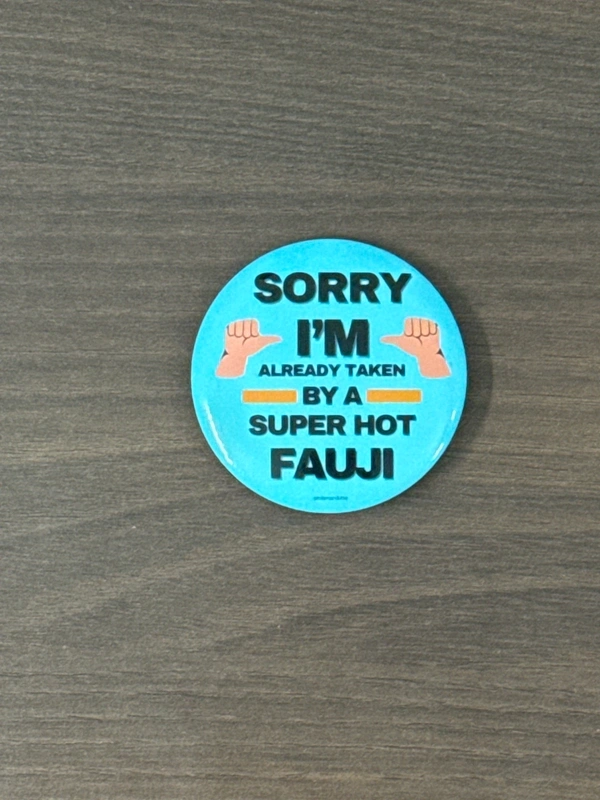 SORRY
I'M
ALREADY TAKEN
BY A
SUPER HOT
FAUJI